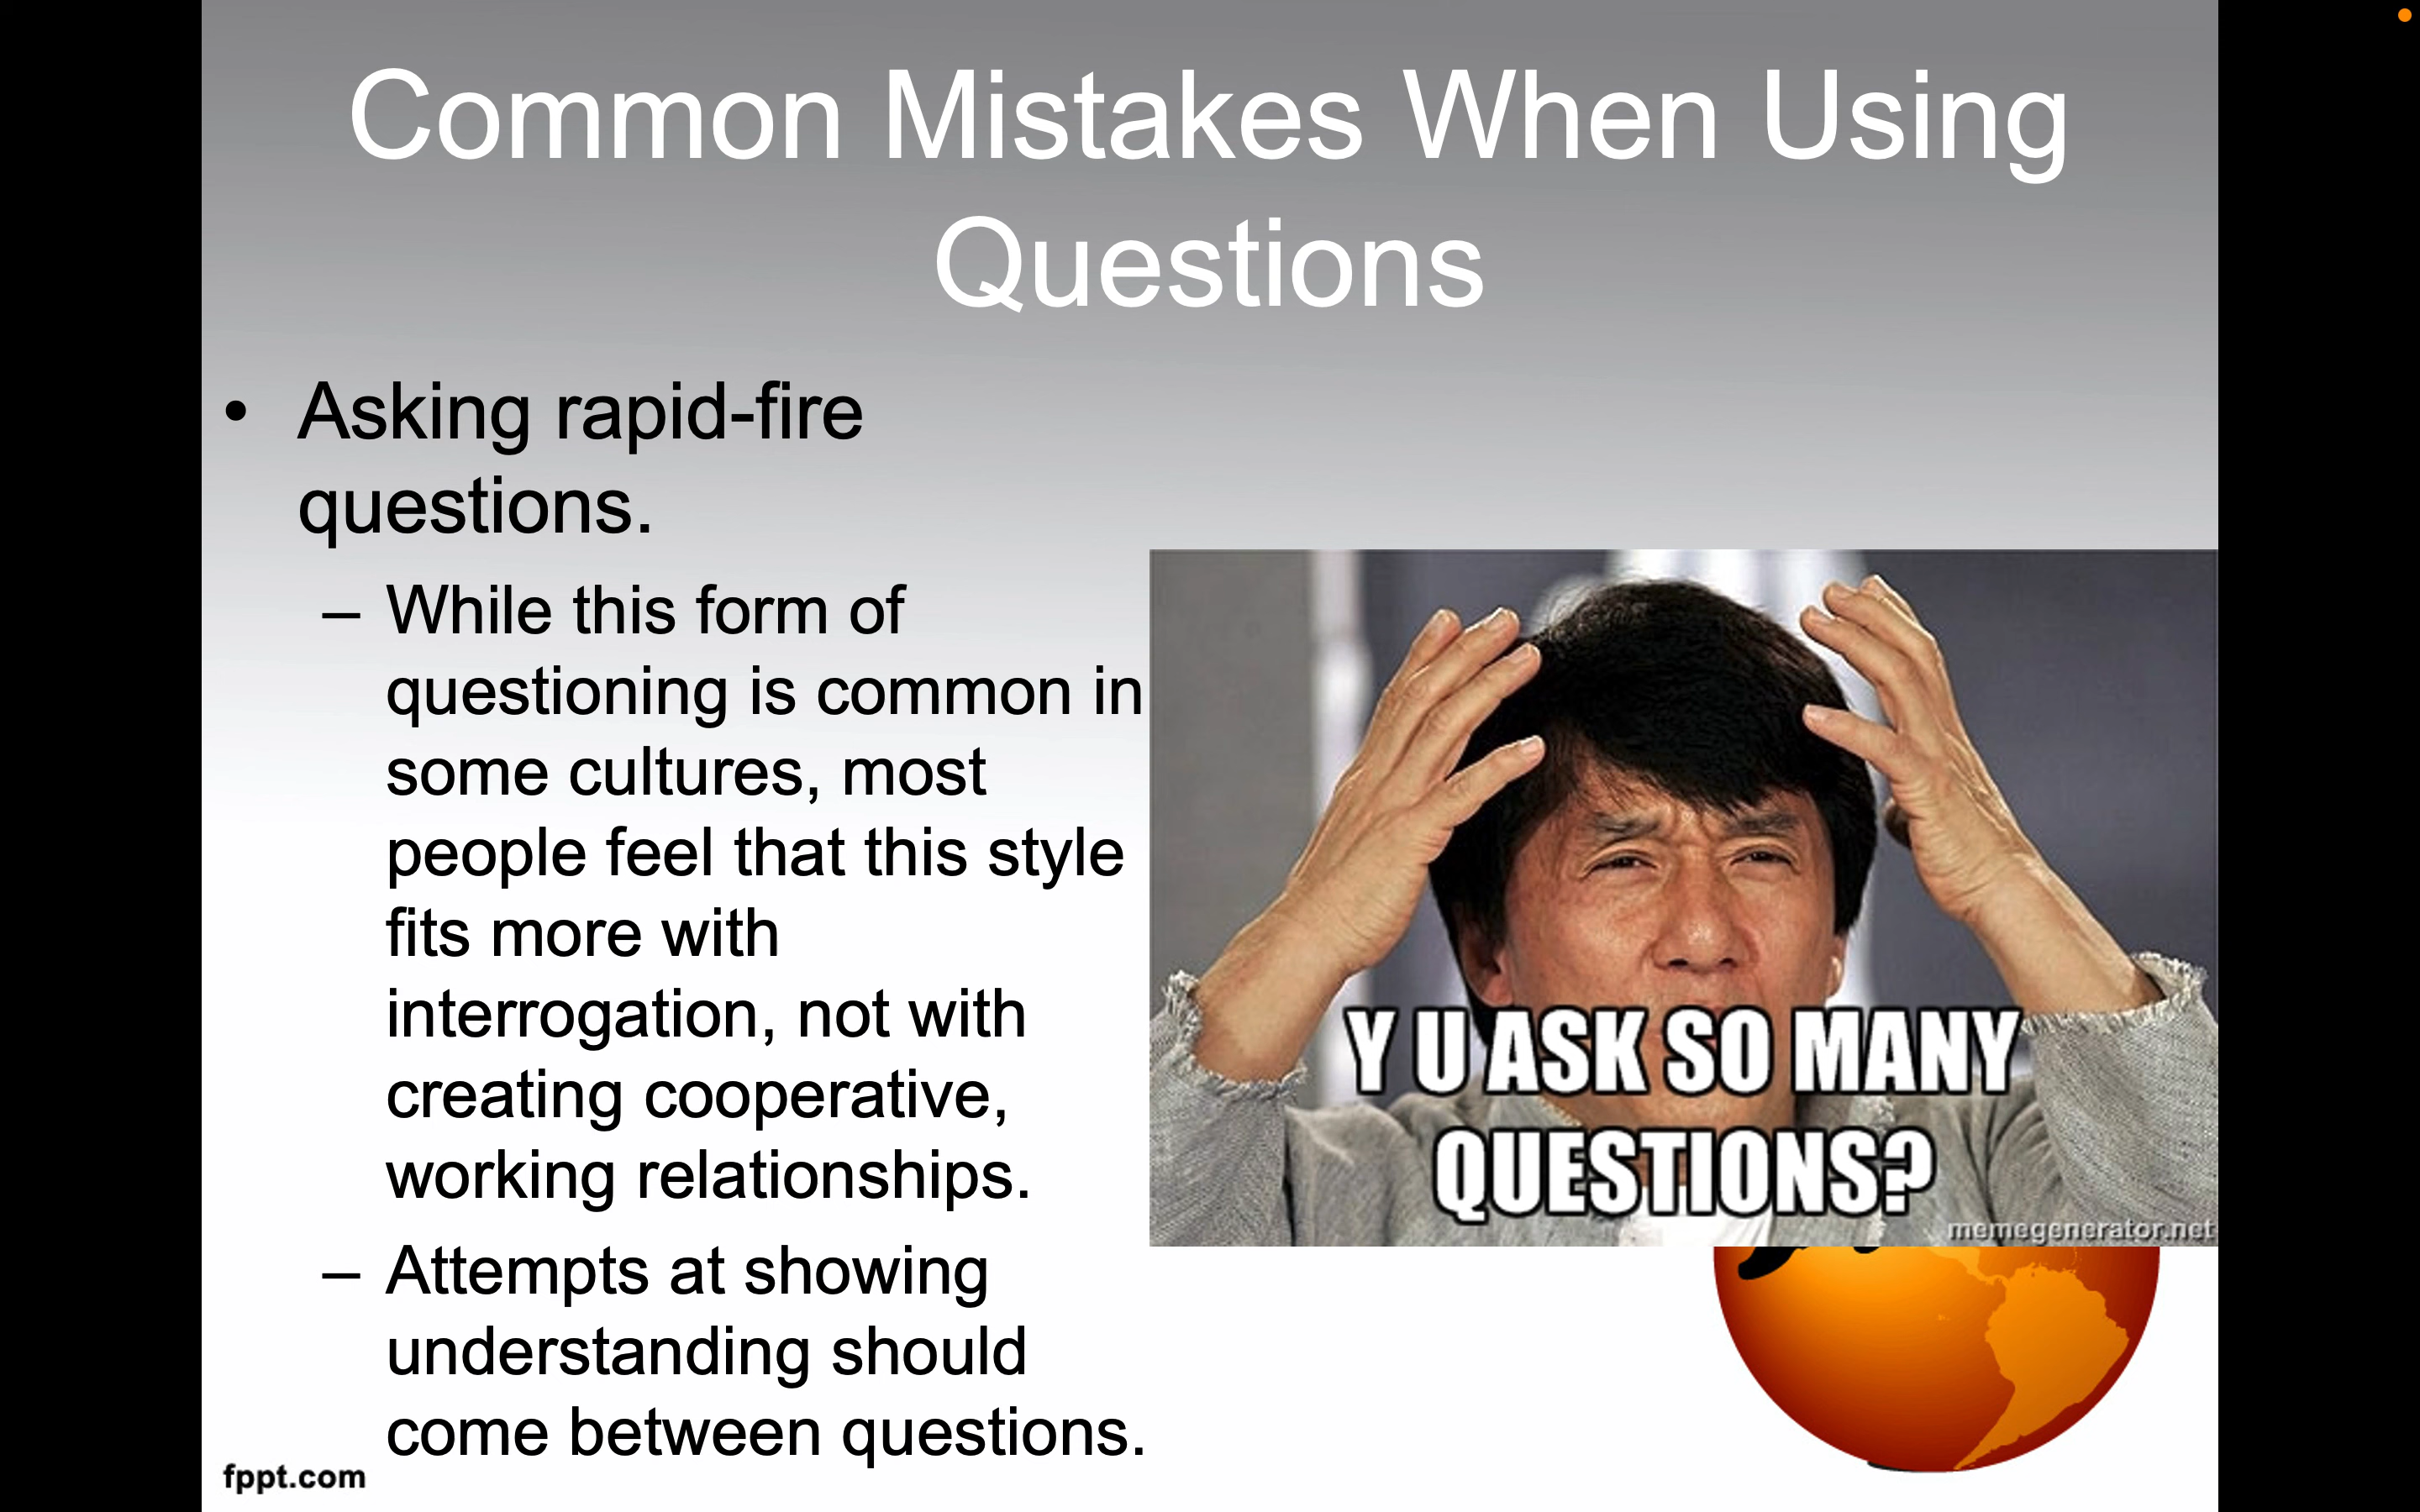 Common Mistakes When Using
Questions
• Asking rapid-fire
questions.
– While this form of
questioning is common in
some cultures, most
people feel that this style
fits more with
interrogation, not with
creating cooperative,
working relationships.
– Attempts at showing
understanding should
come between questions.
Y U ASK SO MANY
QUESTIONS?
memegenerator.net
fppt.com